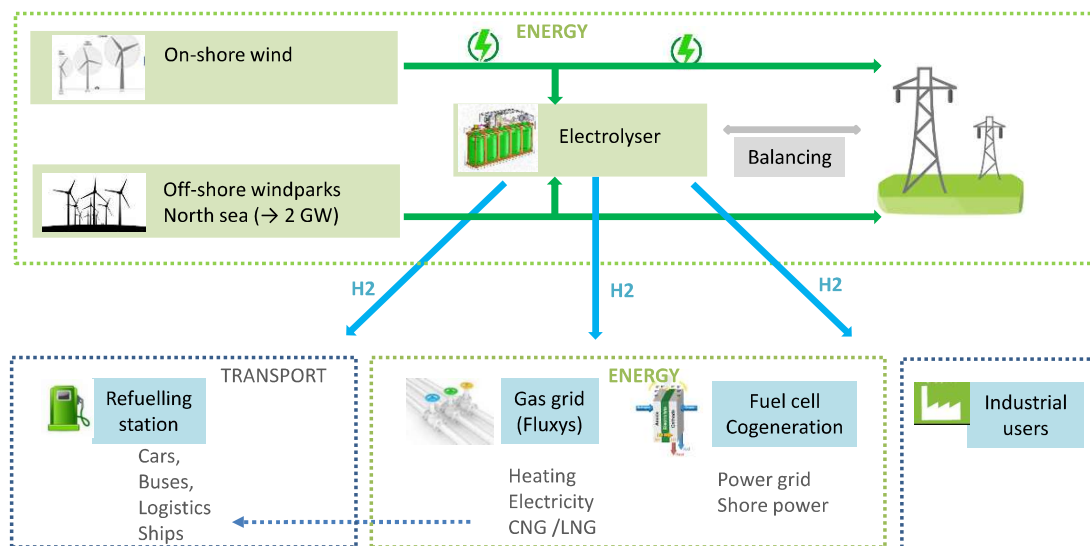 ENERGY
On-shore wind
Electrolyser
Balancing
Off-shore windparks
North sea (→ 2 GW)
H2
H2
H2
TRANSPORT
ENERGY
Refuelling
station
Cars,
Buses,
Logistics
Ships
Gas grid
(Fluxys)
Heating
Electricity
CNG /LNG
Fuel cell
Cogeneration
Power grid
Shore power
Industrial
users